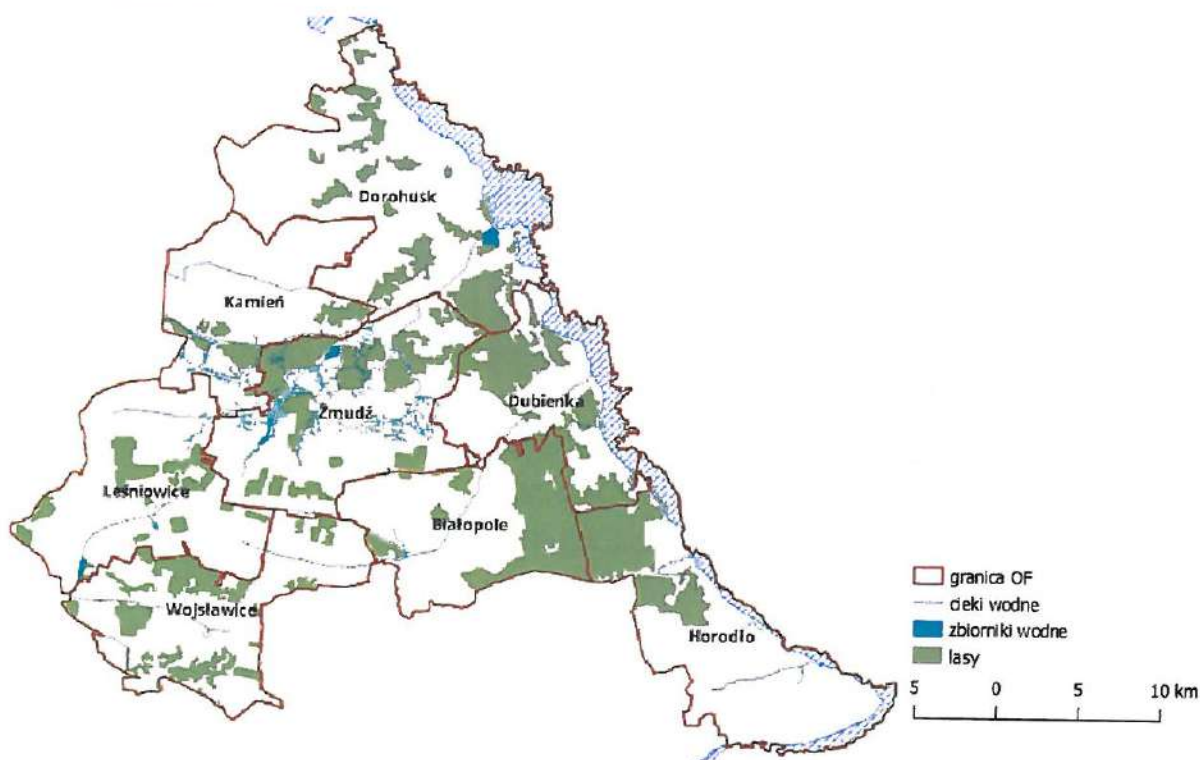 Dorohusk
Kamień
Żmudź
Dubienka
Leśniowice
Białopole
Wojsławice
Horodło
granica OF
cieki wodne
zbiorniki wodne
lasy
5 0 5 10 km